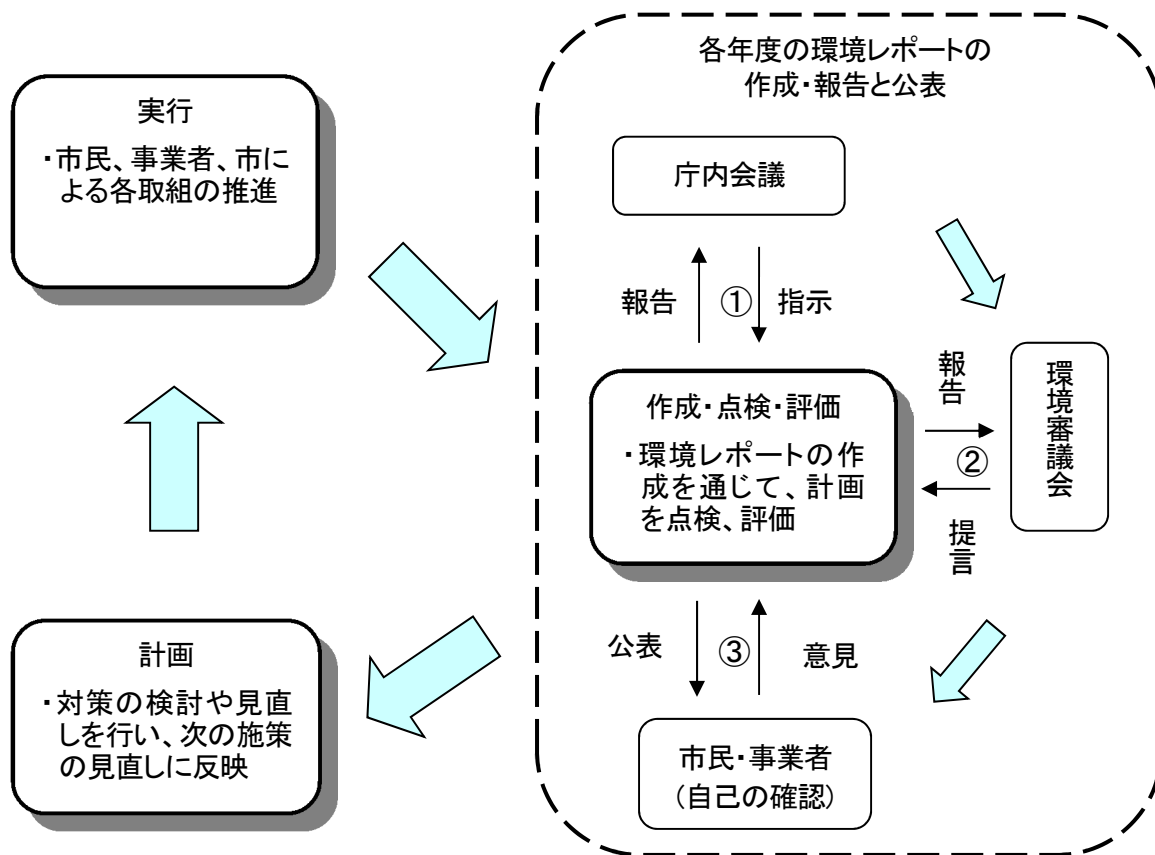 実行
・市民、事業者、市に
よる各取組の推進
各年度の環境レポートの
作成・報告と公表
庁内会議
報告
①
指示
作成・点検・評価
・環境レポートの作
成を通じて、計画
を点検、評価
報告
②
提言
環境審議会
公表
③
意見
市民・事業者
(自己の確認)
計画
・対策の検討や見直
しを行い、次の施策
の見直しに反映